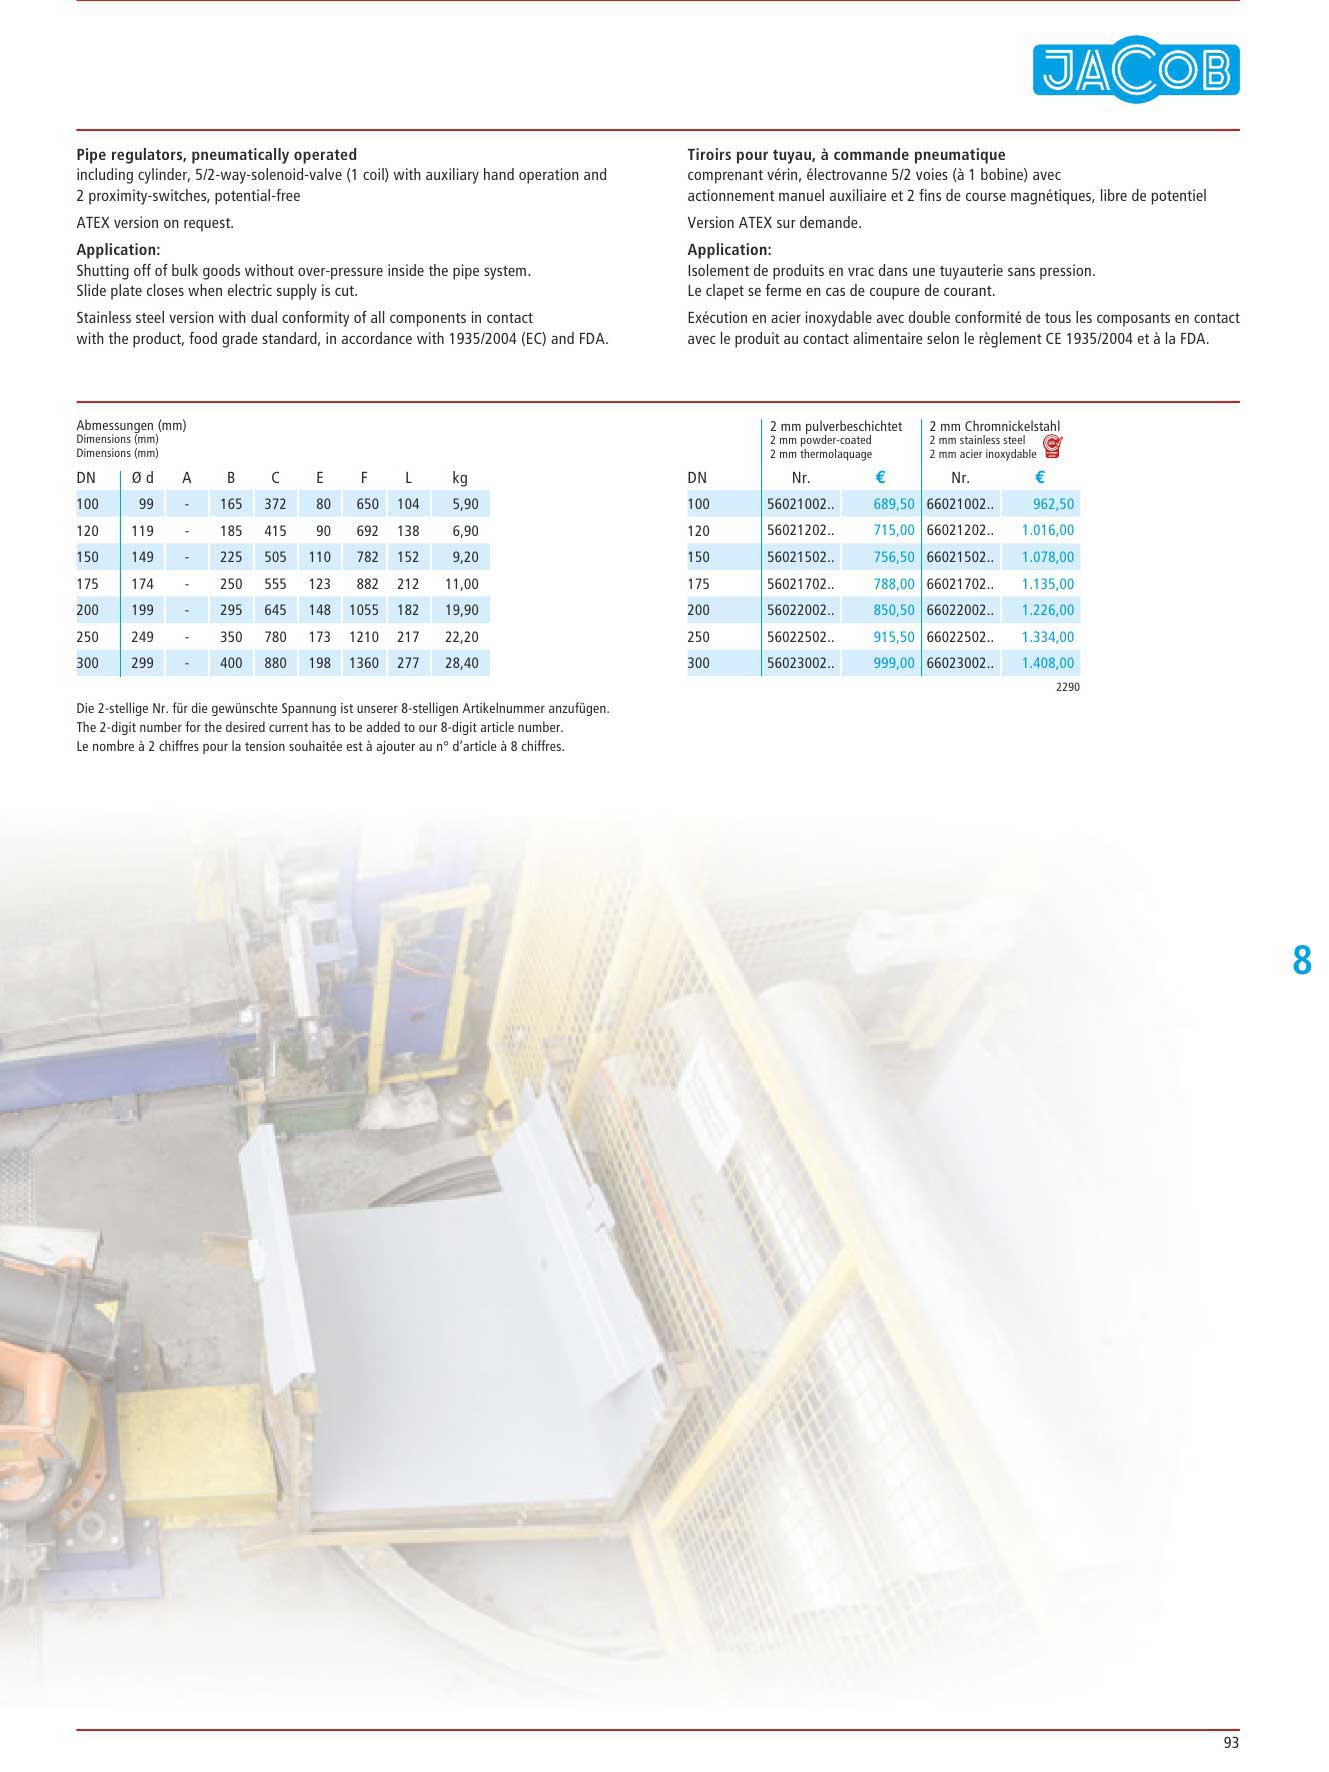 JACOB
Pipe regulators, pneumatically operated
including cylinder, 5/2-way-solenoid-valve (1 coil) with auxiliary hand operation and
2 proximity-switches, potential-free
ATEX version on request.
Application:
Shutting off of bulk goods without over-pressure inside the pipe system.
Slide plate closes when electric supply is cut.
Stainless steel version with dual conformity of all components in contact
with the product, food grade standard, in accordance with 1935/2004 (EC) and FDA.
Tiroirs pour tuyau, à commande pneumatique
comprenant vérin, électrovanne 5/2 voies (à 1 bobine) avec
actionnement manuel auxiliaire et 2 fins de course magnétiques, libre de potentiel
Version ATEX sur demande.
Application:
Isolement de produits en vrac dans une tuyauterie sans pression.
Le clapet se ferme en cas de coupure de courant.
Exécution en acier inoxydable avec double conformité de tous les composants en contact
avec le produit au contact alimentaire selon le règlement CE 1935/2004 et à la FDA.
Abmessungen (mm)
Dimensions (mm)
Dimensions (mm)
DN Ø d A B C E F L kg
100 99 - 165 372 80 650 104 5,90
120 119 - 185 415 90 692 138 6,90
150 149 - 225 505 110 782 152 9,20
175 174 - 250 555 123 882 212 11,00
200 199 - 295 645 148 1055 182 19,90
250 249 - 350 780 173 1210 217 22,20
300 299 - 400 880 198 1360 277 28,40
2 mm pulverbeschichtet 2 mm Chromnickelstahl
2 mm powder-coated 2 mm stainless steel
2 mm thermolaquage 2 mm acier inoxydable
DN Nr. € Nr. €
100 56021002.. 689,50 66021002.. 962,50
120 56021202.. 715,00 66021202.. 1.016,00
150 56021502.. 756,50 66021502.. 1.078,00
175 56021702.. 788,00 66021702.. 1.135,00
200 56022002.. 850,50 66022002.. 1.226,00
250 56022502.. 915,50 66022502.. 1.334,00
300 56023002.. 999,00 66023002.. 1.408,00
2290
Die 2-stellige Nr. für die gewünschte Spannung ist unserer 8-stelligen Artikelnummer anzufügen.
The 2-digit number for the desired current has to be added to our 8-digit article number.
Le nombre à 2 chiffres pour la tension souhaitée est à ajouter au n° d’article à 8 chiffres.
8
93